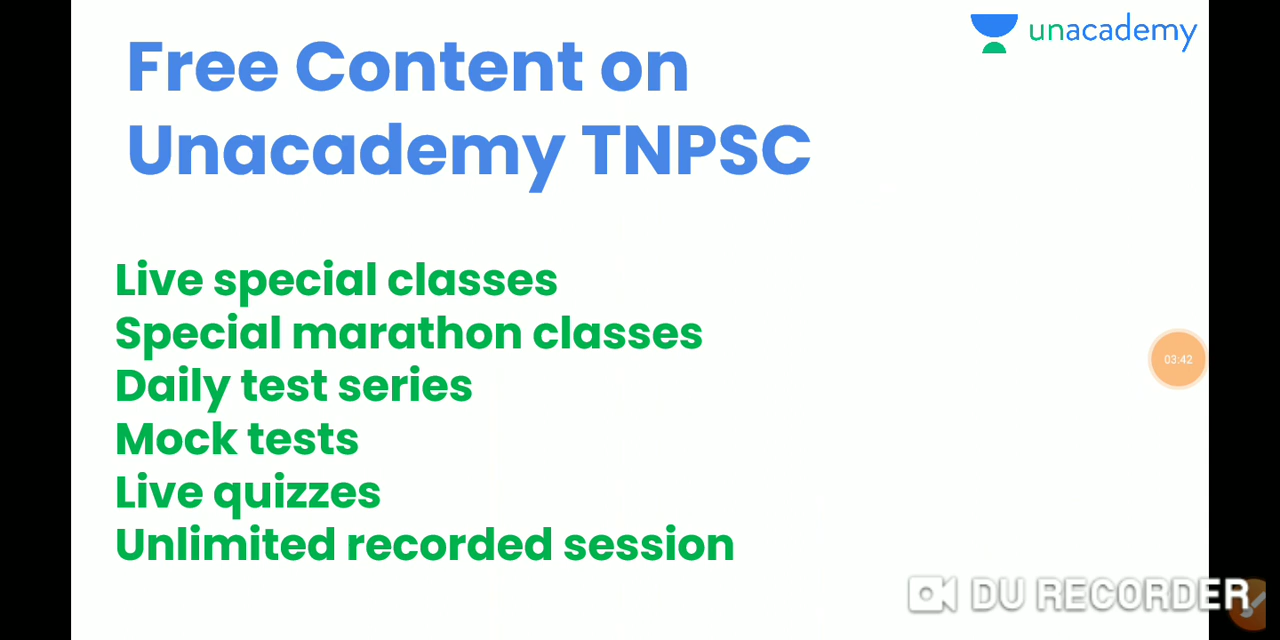 unacademy
Free Content on
Unacademy TNPSC
Live special classes
Special marathon classes
Daily test series
03:42
Mock tests
Live quizzes
Unlimited recorded session
DU RECORDER